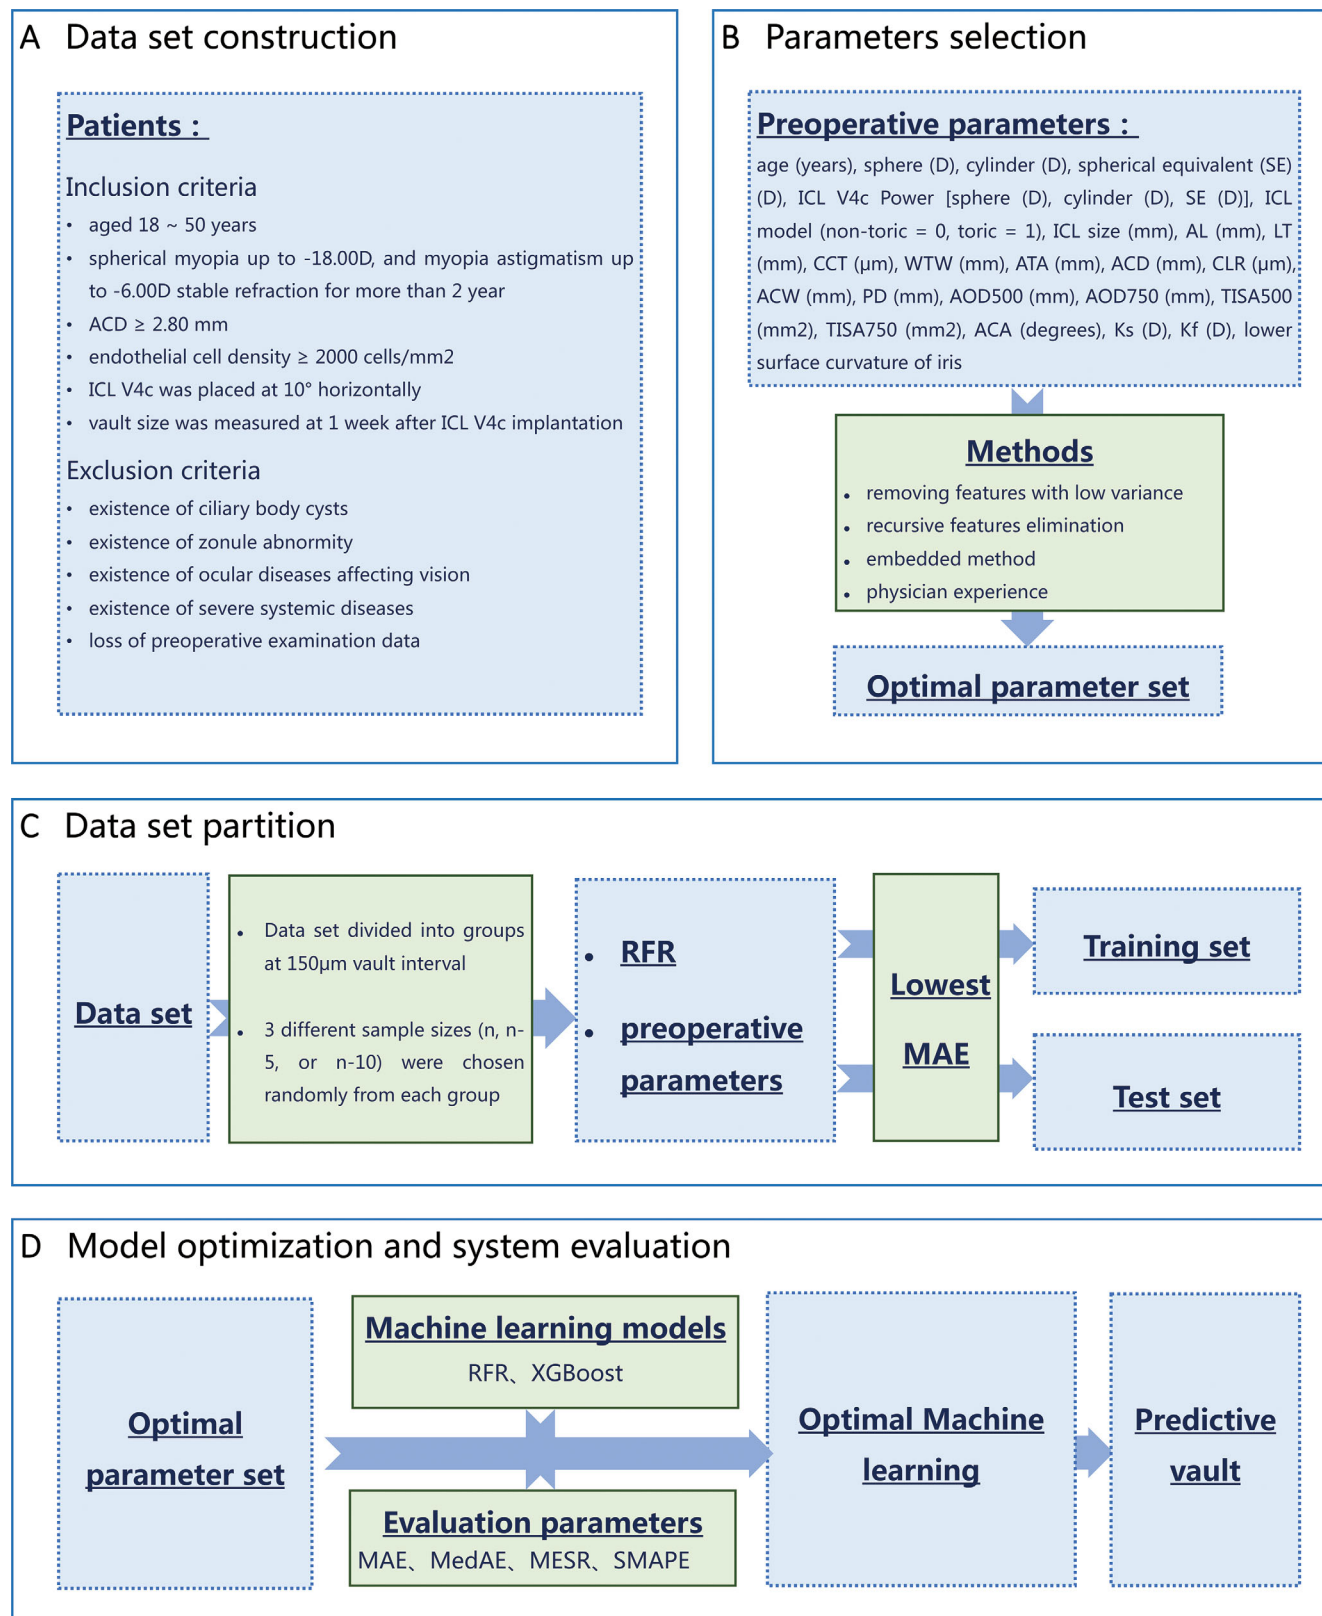 A Data set construction
Patients：
Inclusion criteria
• aged 18 ~ 50 years
• spherical myopia up to -18.00D, and myopia astigmatism up
to -6.00D stable refraction for more than 2 year
• ACD ≥ 2.80 mm
• endothelial cell density ≥ 2000 cells/mm2
• ICL V4c was placed at 10° horizontally
• vault size was measured at 1 week after ICL V4c implantation
Exclusion criteria
• existence of ciliary body cysts
• existence of zonule abnormity
• existence of ocular diseases affecting vision
• existence of severe systemic diseases
• loss of preoperative examination data
B Parameters selection
Preoperative parameters：
age (years), sphere (D), cylinder (D), spherical equivalent (SE)
(D), ICL V4c Power [sphere (D), cylinder (D), SE (D)], ICL
model (non-toric = 0, toric = 1), ICL size (mm), AL (mm), LT
(mm), CCT (μm), WTW (mm), ATA (mm), ACD (mm), CLR (μm),
ACW (mm), PD (mm), AOD500 (mm), AOD750 (mm), TISA500
(mm2), TISA750 (mm2), ACA (degrees), Ks (D), Kf (D), lower
surface curvature of iris
Methods
• removing features with low variance
• recursive features elimination
• embedded method
• physician experience
Optimal parameter set
C Data set partition
Data set
• Data set divided into groups
at 150μm vault interval
• 3 different sample sizes (n, n-
5, or n-10) were chosen
randomly from each group
• RFR
• preoperative
parameters
Lowest
MAE
Training set
Test set
D Model optimization and system evaluation
Optimal
parameter set
Machine learning models
RFR、XGBoost
Evaluation parameters
MAE、MedAE、MESR、SMAPE
Optimal Machine
learning
Predictive
vault